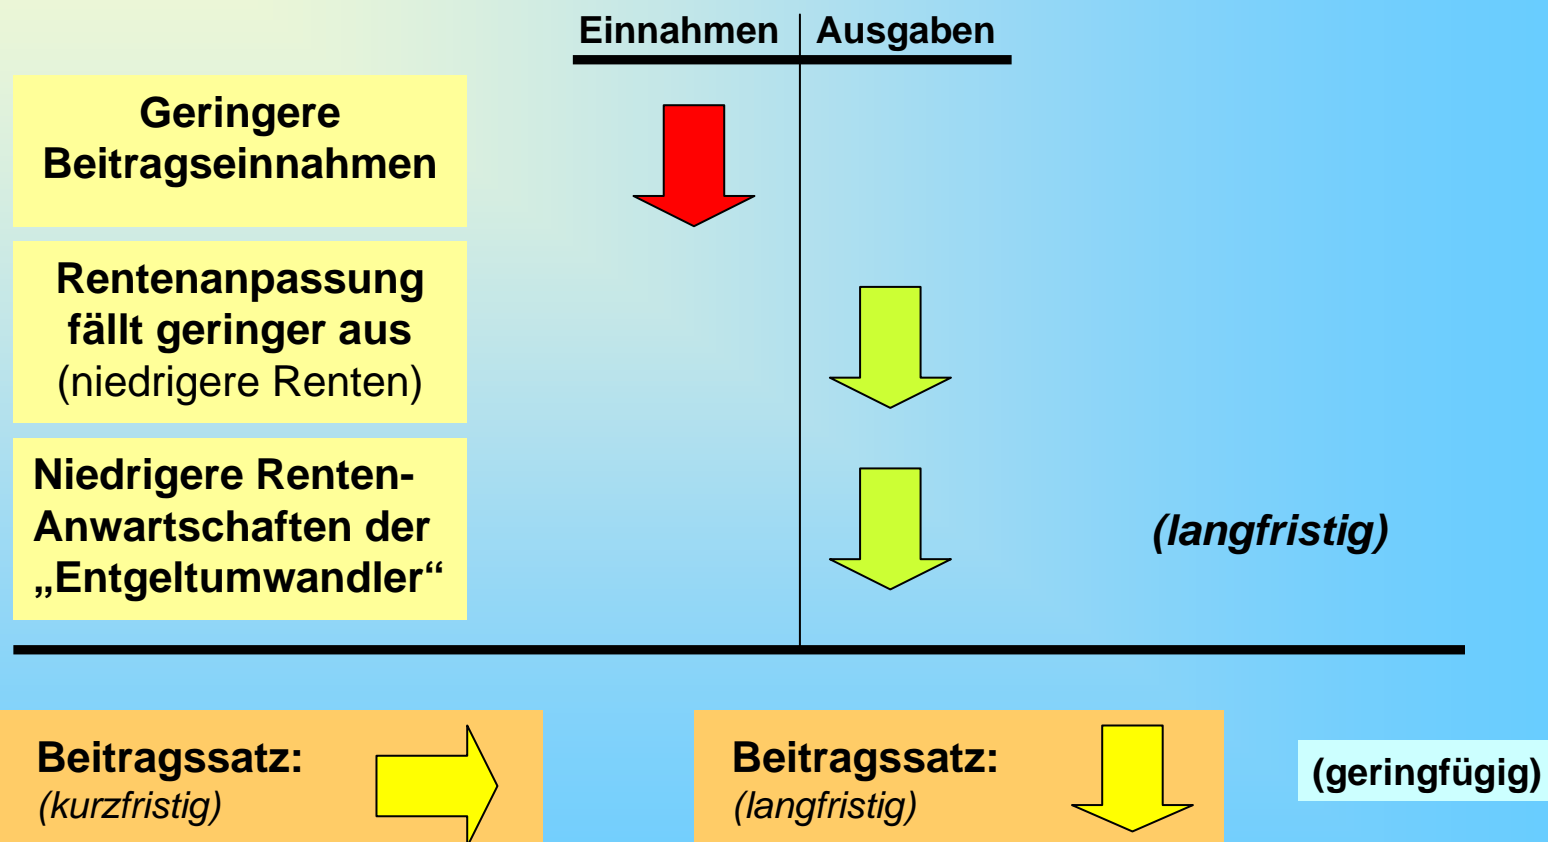 Einnahmen Ausgaben
Geringere
Beitragseinnahmen
Rentenanpassung
fällt geringer aus
(niedrigere Renten)
Niedrigere Renten-
Anwartschaften der
„Entgeltumwandler“
(langfristig)
Beitragssatz:
(kurzfristig)
Beitragssatz:
(langfristig)
(geringfügig)